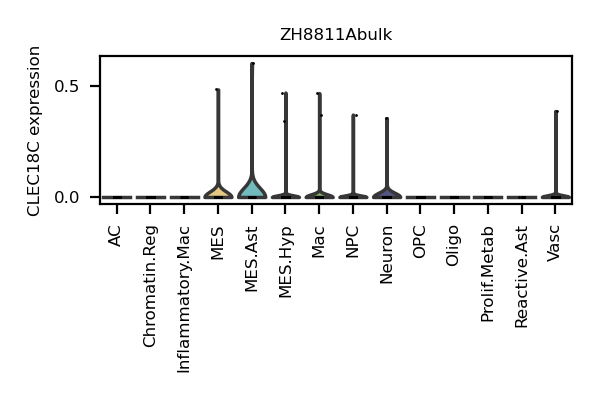 ZH8811Abulk
CLEC18C expression
0.5
0.0
AC
Chromatin.Reg
Inflammatory.Mac
MES
MES.Ast
MES.Hyp
Mac
NPC
Neuron
OPC
Oligo
Prolif.Metab
Reactive.Ast
Vasc